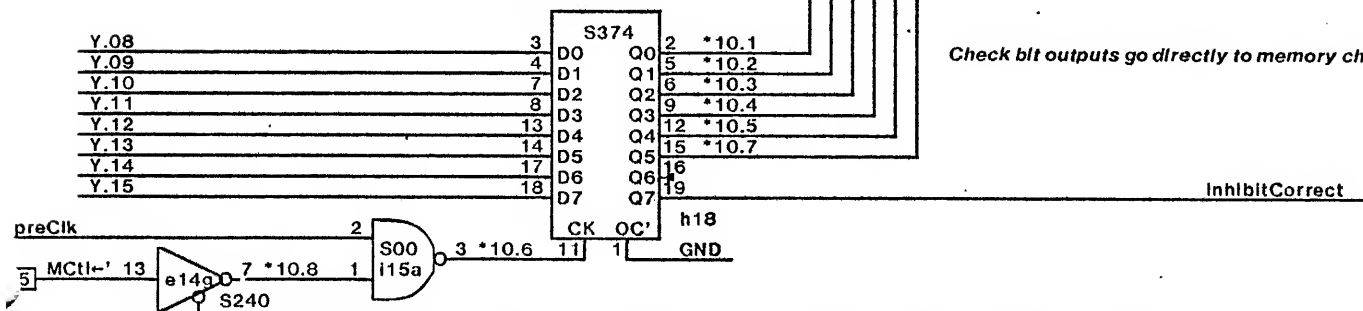 S374
Y.08 3 D0 Q0 2 *10.1
Y.09 4 D1 Q1 5 *10.2
Y.10 7 D2 Q2 6 *10.3
Y.11 8 D3 Q3 9 *10.4
Y.12 13 D4 Q4 12 *10.5
Y.13 14 D5 Q5 15 *10.7
Y.14 17 D6 Q6 16
Y.15 18 D7 Q7 19 InhibitCorrect
Check bit outputs go directly to memory ch
h18
CK OC'
11 1 GND
preClk 2
S00
i15a
3 *10.6
5 MCtl←' 13 e14g 7 *10.8 1
S240